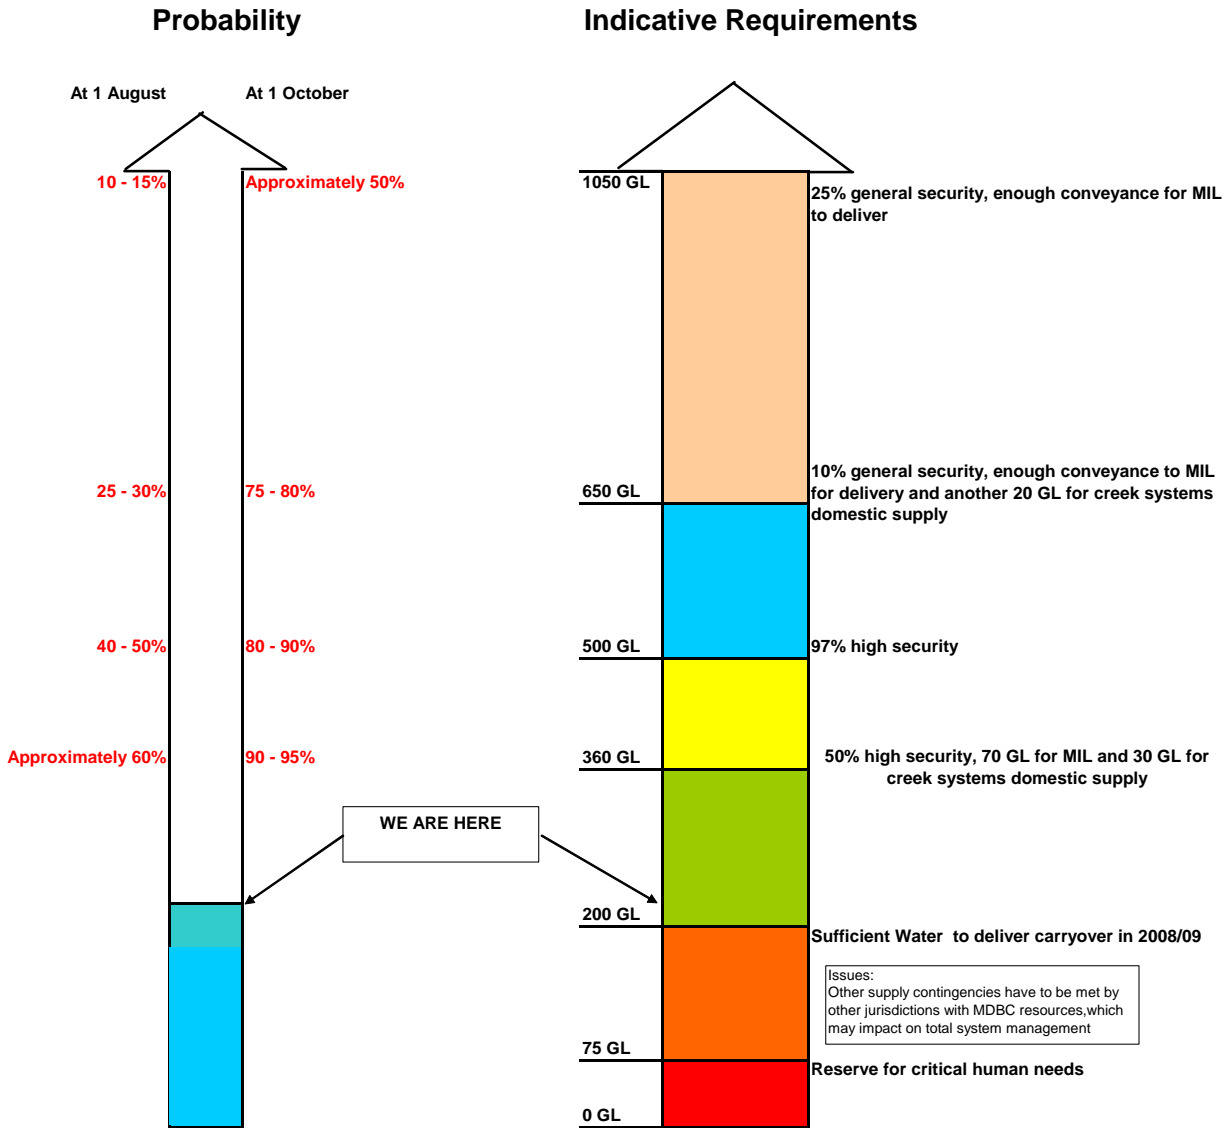 Probability
Indicative Requirements
At 1 August
At 1 October
10 - 15%
Approximately 50%
1050 GL
25% general security, enough conveyance for MIL
to deliver
25 - 30%
75 - 80%
650 GL
10% general security, enough conveyance to MIL
for delivery and another 20 GL for creek systems
domestic supply
40 - 50%
80 - 90%
500 GL
97% high security
Approximately 60%
90 - 95%
360 GL
50% high security, 70 GL for MIL and 30 GL for
creek systems domestic supply
WE ARE HERE
200 GL
Sufficient Water  to deliver carryover in 2008/09
Issues:
Other supply contingencies have to be met by
other jurisdictions with MDBC resources,which
may impact on total system management
75 GL
Reserve for critical human needs
0 GL